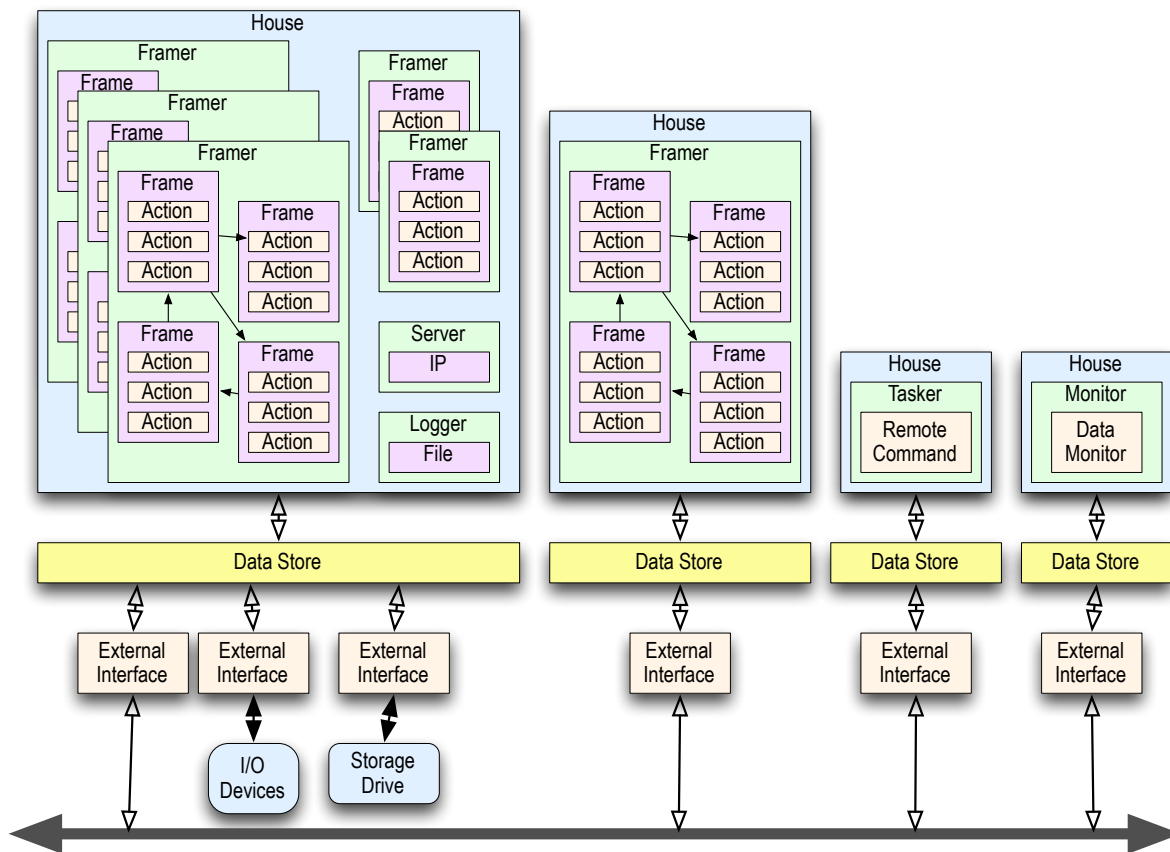 House
Framer
Frame
Framer
Frame
Framer
Frame
Action
Action
Action
Frame
Action
Action
Action
Frame
Action
Action
Action
Frame
Action
Action
Action
Framer
Frame
Action
Framer
Frame
Action
Action
Action
Server
IP
Logger
File
House
Framer
Frame
Action
Action
Action
Frame
Action
Action
Action
Frame
Action
Action
Action
Frame
Action
Action
Action
House
Tasker
Remote
Command
House
Monitor
Data
Monitor
Data Store
Data Store
Data Store
Data Store
External
Interface
External
Interface
External
Interface
External
Interface
External
Interface
External
Interface
I/O
Devices
Storage
Drive